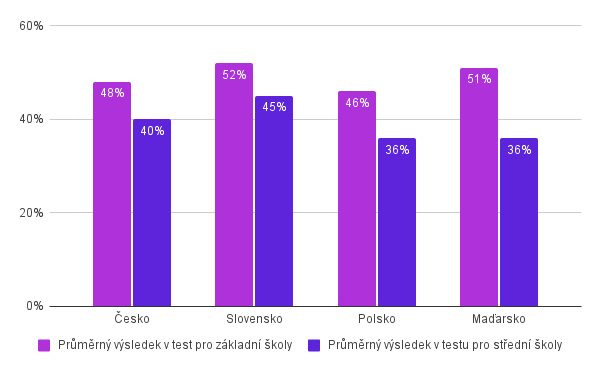 60%
40%
20%
0%
48%
40%
52%
45%
46%
36%
51%
36%
Česko
Slovensko
Polsko
Maďarsko
Průměrný výsledek v test pro základní školy
Průměrný výsledek v testu pro střední školy